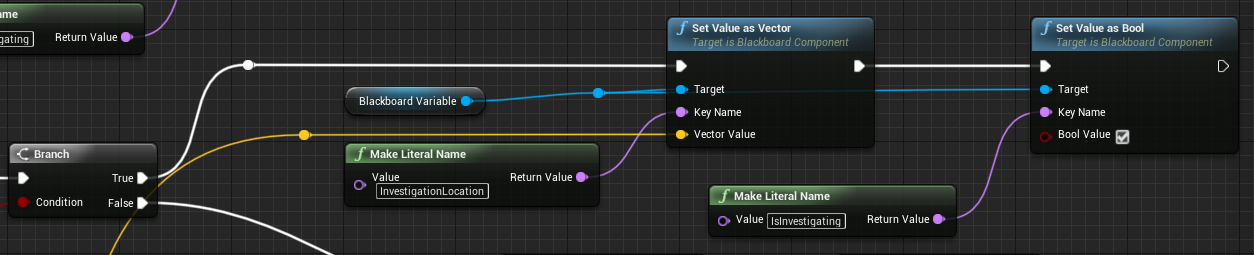 ame
igating
Return Value
Set Value as Vector
Target is Blackboard Component
Set Value as Bool
Target is Blackboard Component
Target
Target
Blackboard Variable
Key Name
Key Name
Vector Value
Bool Value
Branch
Make Literal Name
True
Value
Return Value
InvestigationLocation
Condition
False
Make Literal Name
Value IsInvestigating Return Value